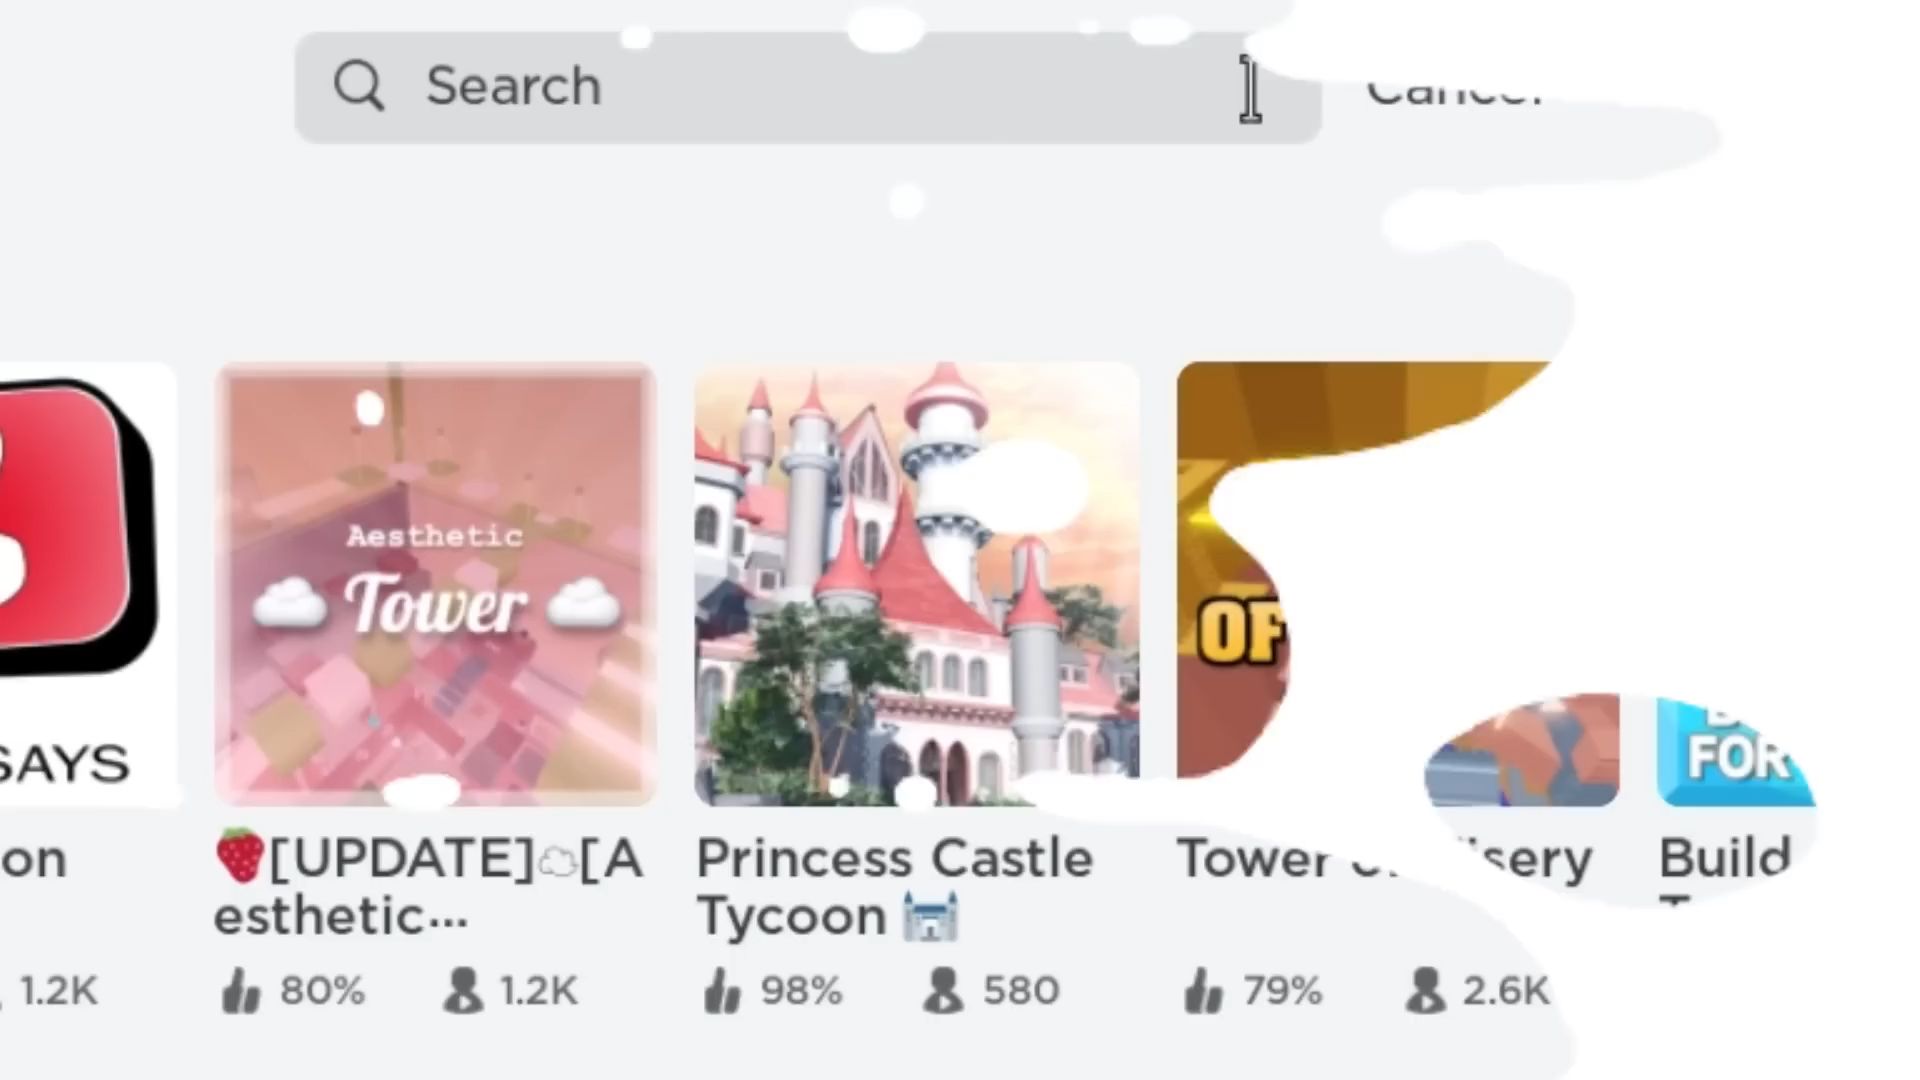 Search
SAYS
Aesthetic
Tower
OF
FOR
on
🍓[UPDATE]☁[A
esthetic...
Princess Castle
Tycoon 🏰
Tower
Build
1.2K
80% 1.2K
98% 580
79% 2.6K